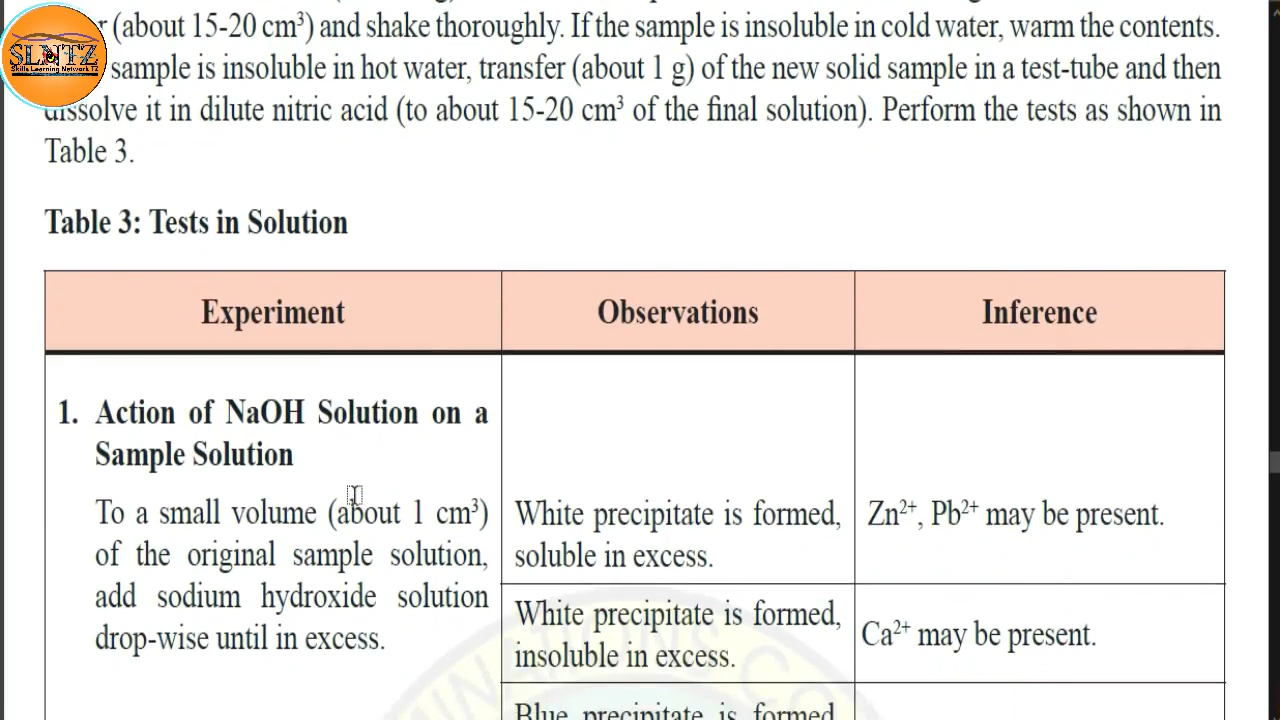 SLNTZ
Skills Learning Network TZ
(about 15-20 cm³) and shake thoroughly. If the sample is insoluble in cold water, warm the contents.
sample is insoluble in hot water, transfer (about 1 g) of the new solid sample in a test-tube and then
dissolve it in dilute nitric acid (to about 15-20 cm³ of the final solution). Perform the tests as shown in
Table 3.
Table 3: Tests in Solution
Experiment Observations Inference
1. Action of NaOH Solution on a
Sample Solution
To a small volume (about 1 cm³)
of the original sample solution,
add sodium hydroxide solution
drop-wise until in excess.
White precipitate is formed,
soluble in excess.
Zn²⁺, Pb²⁺ may be present.
White precipitate is formed,
insoluble in excess.
Ca²⁺ may be present.
Blue precipitate is formed,